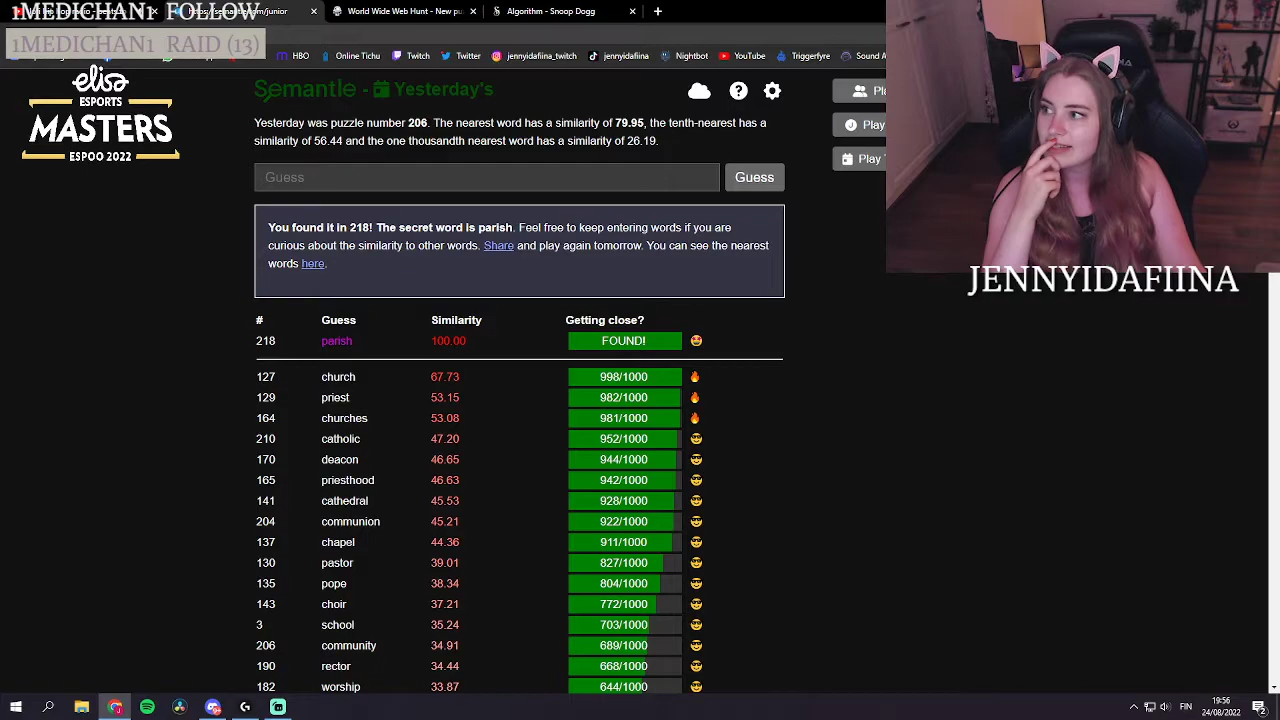 1MEDICHAN1 FOLLOW
1MEDICHAN1 RAID (13)
World Wide Web Hunt - New pu
Algorithm - Snoop Dogg
HBO
Online Tichu
Twitch
Twitter
jennyidafiina_twitch
jennyidafiina
Nightbot
YouTube
Triggerfyre
Sound A
elisa
ESPORTS
MASTERS
ESPOO 2022
Semantle - Yesterday's
Yesterday was puzzle number 206. The nearest word has a similarity of 79.95, the tenth-nearest has a
similarity of 56.44 and the one thousandth nearest word has a similarity of 26.19.
Guess
Guess
Pla
Play
Play T
You found it in 218! The secret word is parish. Feel free to keep entering words if you are
curious about the similarity to other words. Share and play again tomorrow. You can see the nearest
words here.
# Guess Similarity Getting close?
218 parish 100.00 FOUND!
127 church 67.73 998/1000
129 priest 53.15 982/1000
164 churches 53.08 981/1000
210 catholic 47.20 952/1000
170 deacon 46.65 944/1000
165 priesthood 46.63 942/1000
141 cathedral 45.53 928/1000
204 communion 45.21 922/1000
137 chapel 44.36 911/1000
130 pastor 39.01 827/1000
135 pope 38.34 804/1000
143 choir 37.21 772/1000
3 school 35.24 703/1000
206 community 34.91 689/1000
190 rector 34.44 668/1000
182 worship 33.87 644/1000
JENNYIDAFIINA
FIN
19:56
24/08/2022
2